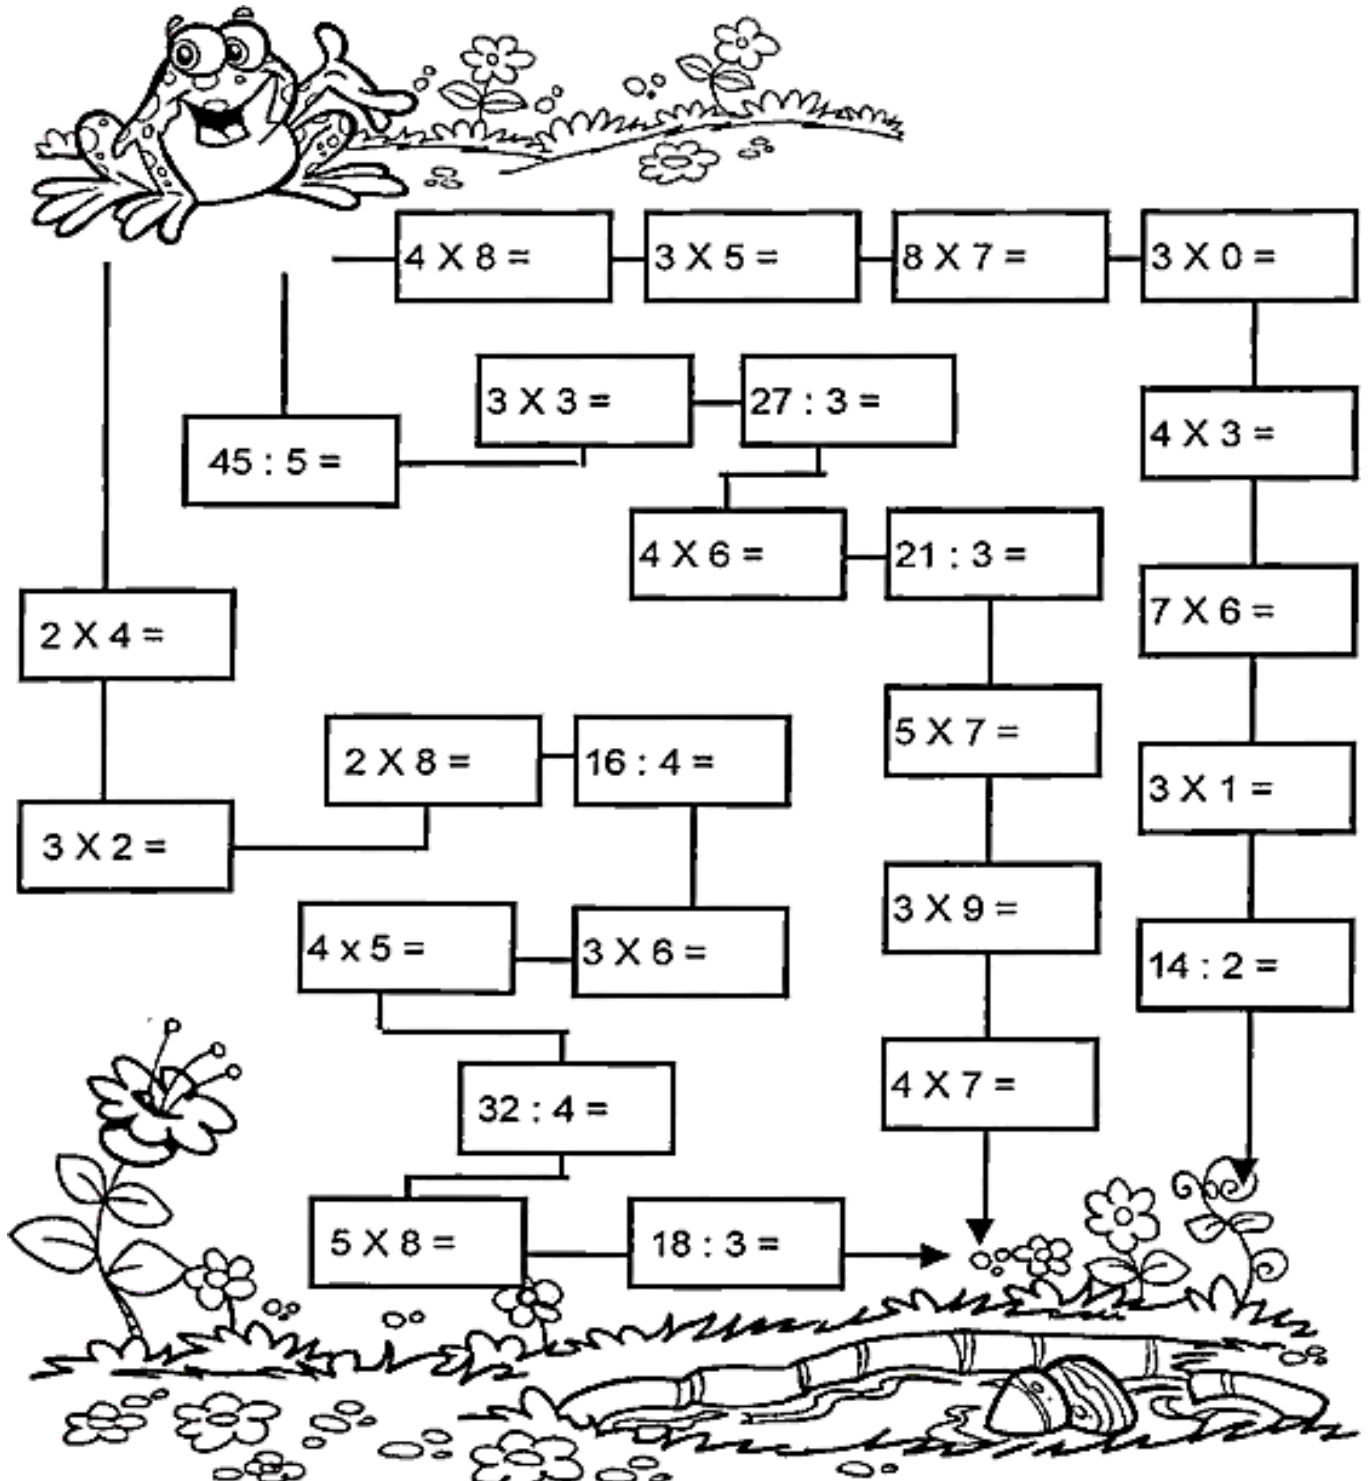 4 X 8 =
3 X 5 =
8 X 7 =
3 X 0 =
3 X 3 =
27 : 3 =
4 X 3 =
45 : 5 =
4 X 6 =
21 : 3 =
7 X 6 =
2 X 4 =
5 X 7 =
2 X 8 =
16 : 4 =
3 X 1 =
3 X 2 =
3 X 9 =
4 x 5 =
3 X 6 =
14 : 2 =
4 X 7 =
32 : 4 =
5 X 8 =
18 : 3 =